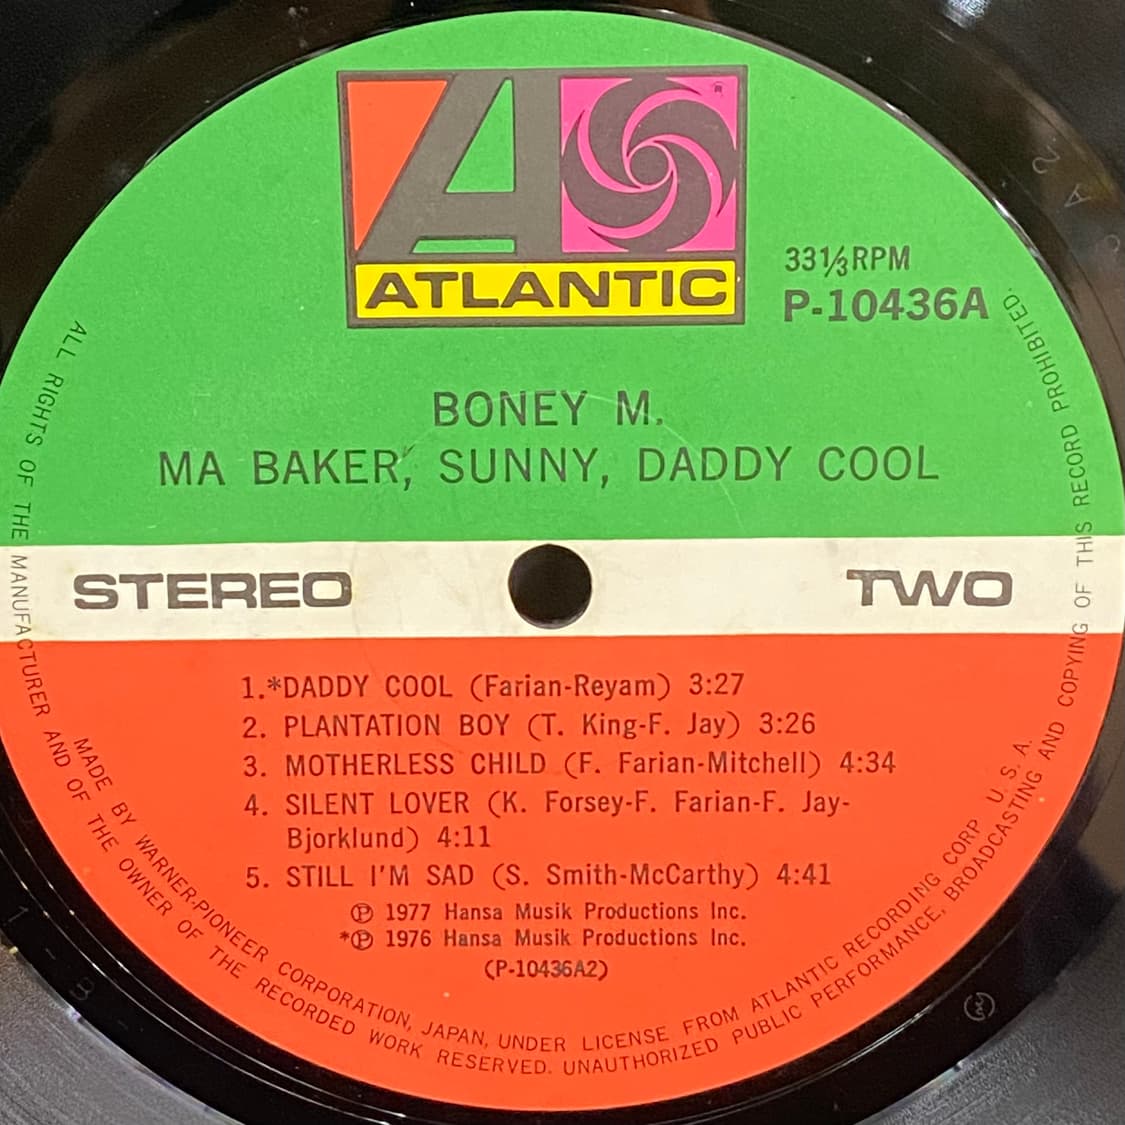 ATLANTIC
®
33⅓RPM
P-10436A
BONEY M.
MA BAKER, SUNNY, DADDY COOL
STEREO
TWO
1.*DADDY COOL (Farian-Reyam) 3:27
2. PLANTATION BOY (T. King-F. Jay) 3:26
3. MOTHERLESS CHILD (F. Farian-Mitchell) 4:34
4. SILENT LOVER (K. Forsey-F. Farian-F. Jay-
Bjorklund) 4:11
5. STILL I'M SAD (S. Smith-McCarthy) 4:41
Ⓟ 1977 Hansa Musik Productions Inc.
*Ⓟ 1976 Hansa Musik Productions Inc.
(P-10436A2)
MADE BY WARNER-PIONEER CORPORATION, JAPAN, UNDER LICENSE FROM ATLANTIC RECORDING CORP U. S. A.
ALL RIGHTS OF THE MANUFACTURER AND OF THE OWNER OF THE RECORDED WORK RESERVED. UNAUTHORIZED PUBLIC PERFORMANCE, BROADCASTING AND COPYING OF THIS RECORD PROHIBITED.